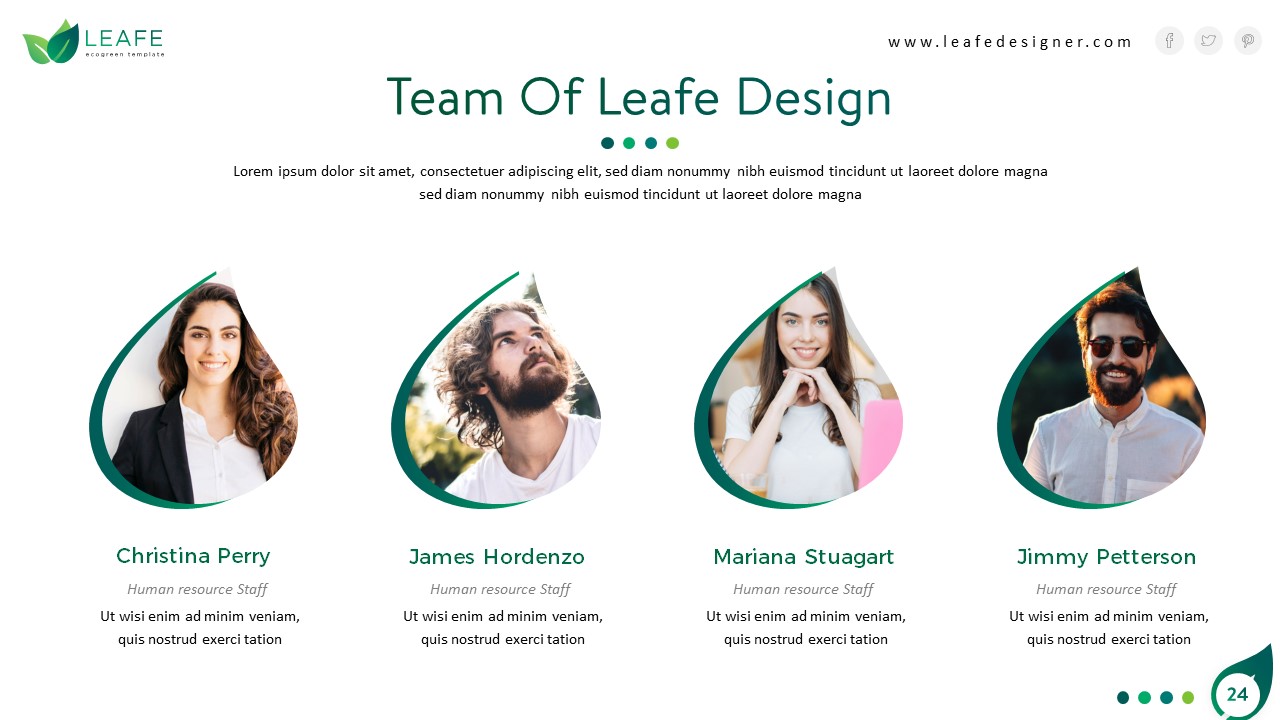 LEAFE
ecogreen template
www.leafedesigner.com
Team Of Leafe Design
Lorem ipsum dolor sit amet, consectetuer adipiscing elit, sed diam nonummy nibh euismod tincidunt ut laoreet dolore magna
sed diam nonummy nibh euismod tincidunt ut laoreet dolore magna
Christina Perry
Human resource Staff
Ut wisi enim ad minim veniam,
quis nostrud exerci tation
James Hordenzo
Human resource Staff
Ut wisi enim ad minim veniam,
quis nostrud exerci tation
Mariana Stuagart
Human resource Staff
Ut wisi enim ad minim veniam,
quis nostrud exerci tation
Jimmy Petterson
Human resource Staff
Ut wisi enim ad minim veniam,
quis nostrud exerci tation
24